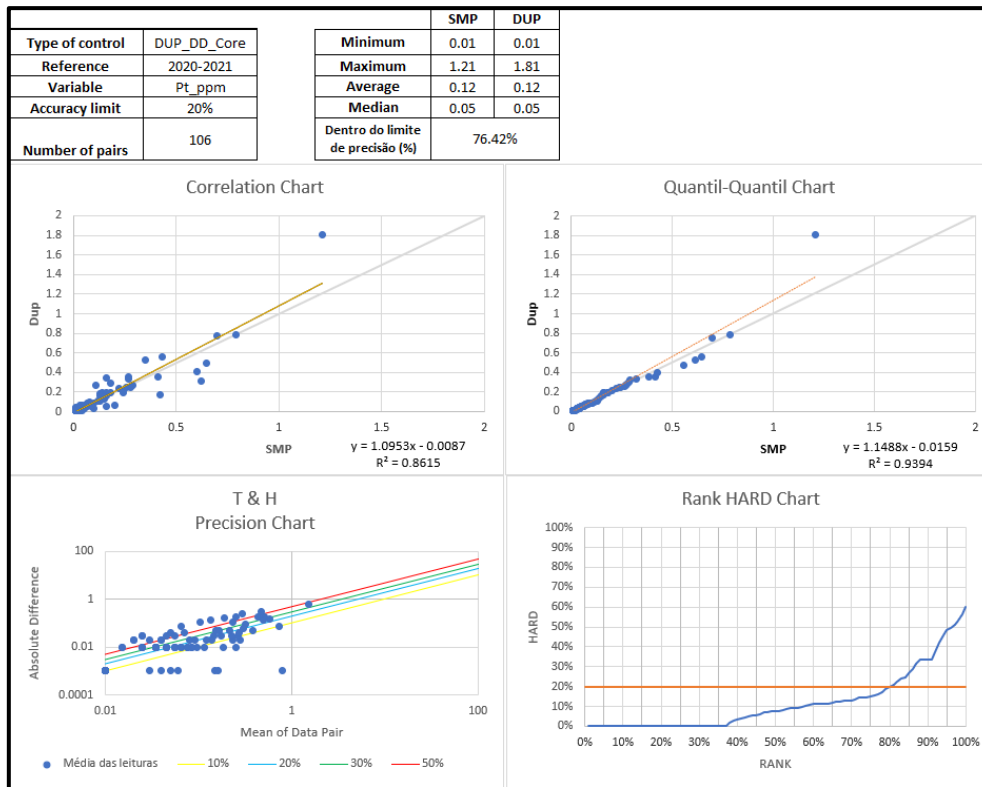 SMP DUP
Type of control DUP_DD_Core Minimum 0.01 0.01
Reference 2020-2021 Maximum 1.21 1.81
Variable Pt_ppm Average 0.12 0.12
Accuracy limit 20% Median 0.05 0.05
Number of pairs 106 Dentro do limite de precisão (%) 76.42%
Correlation Chart
Dup
2
1.8
1.6
1.4
1.2
1
0.8
0.6
0.4
0.2
0
0 0.5 1 1.5 2
SMP
y = 1.0953x - 0.0087
R² = 0.8615
Quantil-Quantil Chart
Dup
2
1.8
1.6
1.4
1.2
1
0.8
0.6
0.4
0.2
0
0 0.5 1 1.5 2
SMP
y = 1.1488x - 0.0159
R² = 0.9394
T & H
Precision Chart
Absolute Difference
100
1
0.01
0.0001
0.01 1 100
Mean of Data Pair
Média das leituras 10% 20% 30% 50%
Rank HARD Chart
HARD
100%
90%
80%
70%
60%
50%
40%
30%
20%
10%
0%
0% 10% 20% 30% 40% 50% 60% 70% 80% 90% 100%
RANK